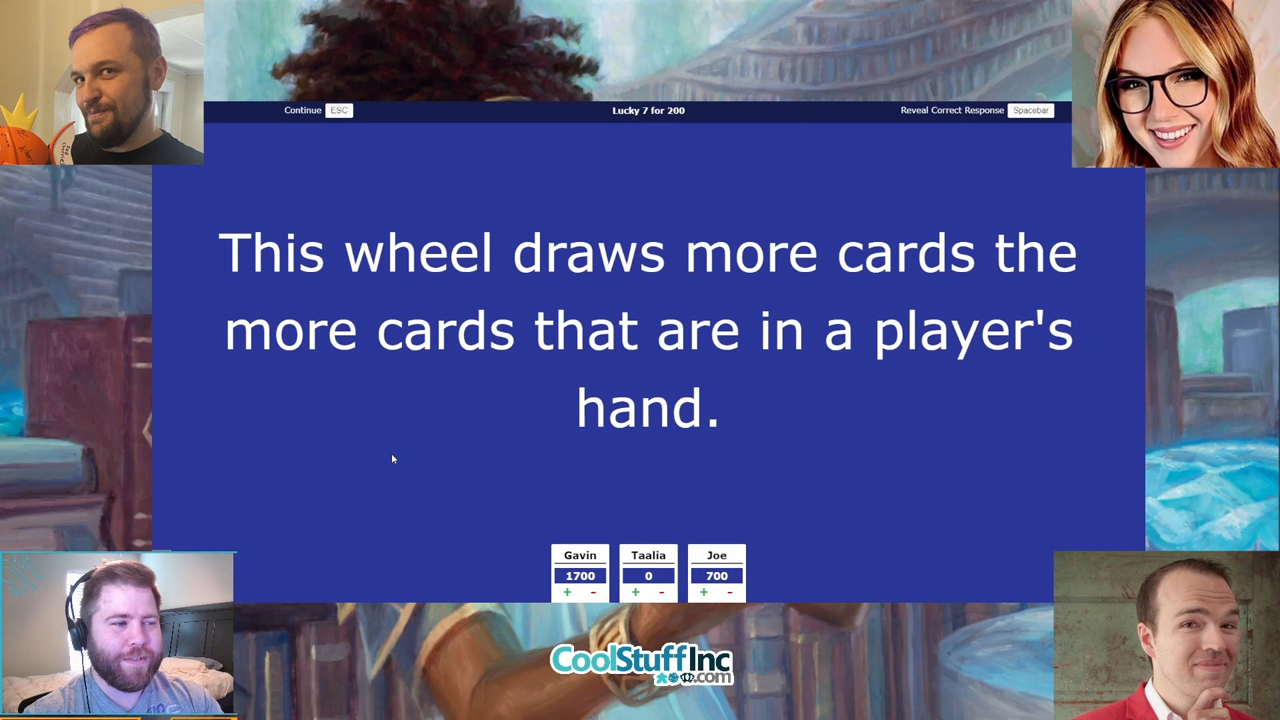 Continue ESC
Lucky 7 for 200
Reveal Correct Response Spacebar
This wheel draws more cards the
more cards that are in a player's
hand.
Gavin Taalia Joe
1700 0 700
+ - + - + -
CoolStuffInc
.com